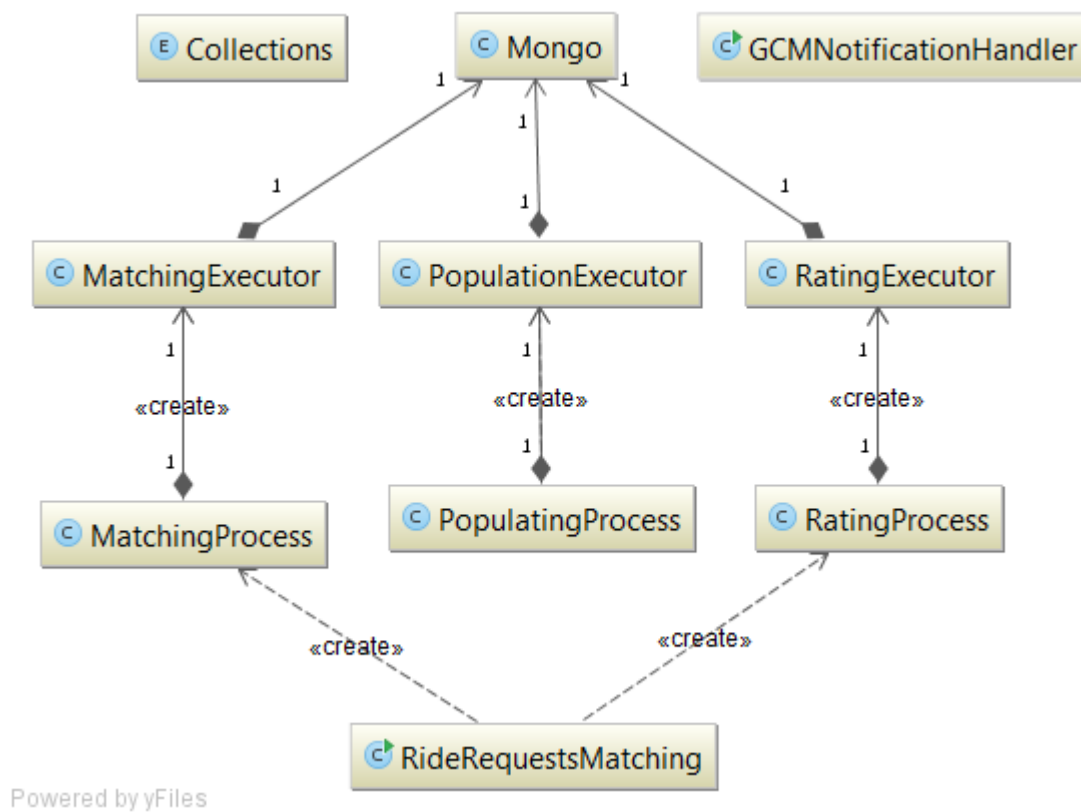 E Collections
C Mongo
C GCMNotificationHandler
1
1
1
1
1
1
C MatchingExecutor
C PopulationExecutor
C RatingExecutor
1
1
1
«create»
«create»
«create»
1
1
1
C MatchingProcess
C PopulatingProcess
C RatingProcess
«create»
«create»
C RideRequestsMatching
Powered by yFiles